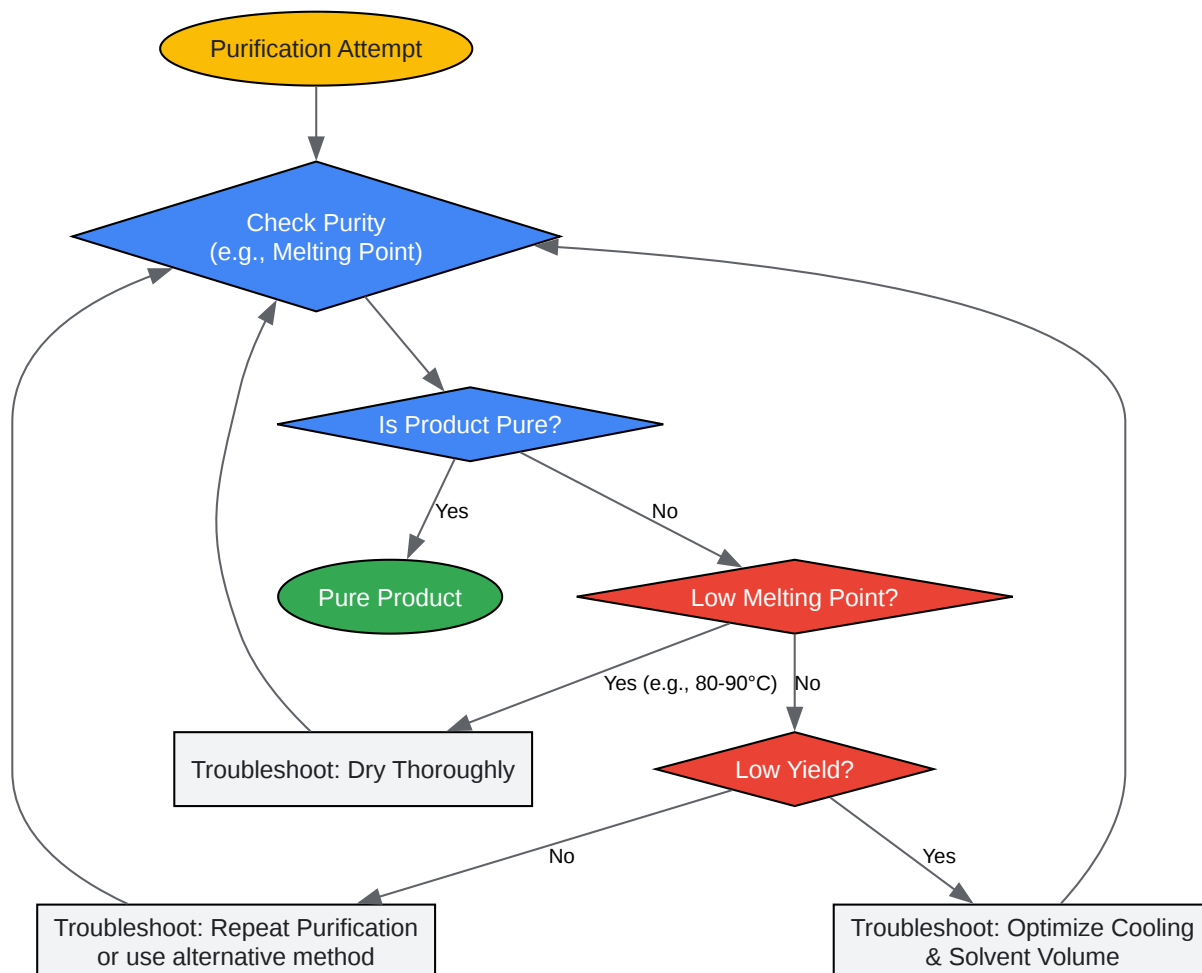 Purification Attempt
Check Purity
(e.g., Melting Point)
Is Product Pure?
Yes
No
Pure Product
Low Melting Point?
Yes (e.g., 80-90°C)
No
Troubleshoot: Dry Thoroughly
Low Yield?
No
Yes
Troubleshoot: Repeat Purification
or use alternative method
Troubleshoot: Optimize Cooling
& Solvent Volume